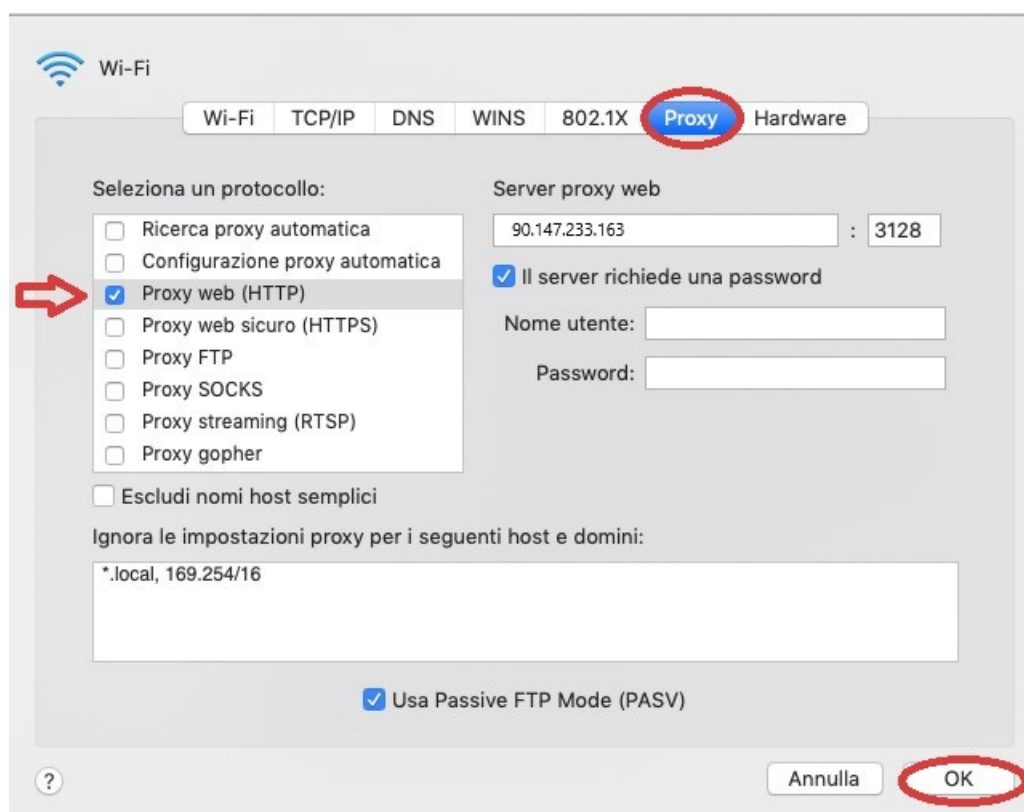 Wi-Fi
Wi-Fi TCP/IP DNS WINS 802.1X Proxy Hardware
Seleziona un protocollo:
Ricerca proxy automatica
Configurazione proxy automatica
Proxy web (HTTP)
Proxy web sicuro (HTTPS)
Proxy FTP
Proxy SOCKS
Proxy streaming (RTSP)
Proxy gopher
Server proxy web
90.147.233.163 : 3128
Il server richiede una password
Nome utente:
Password:
Escludi nomi host semplici
Ignora le impostazioni proxy per i seguenti host e domini:
*.local, 169.254/16
Usa Passive FTP Mode (PASV)
? Annulla OK